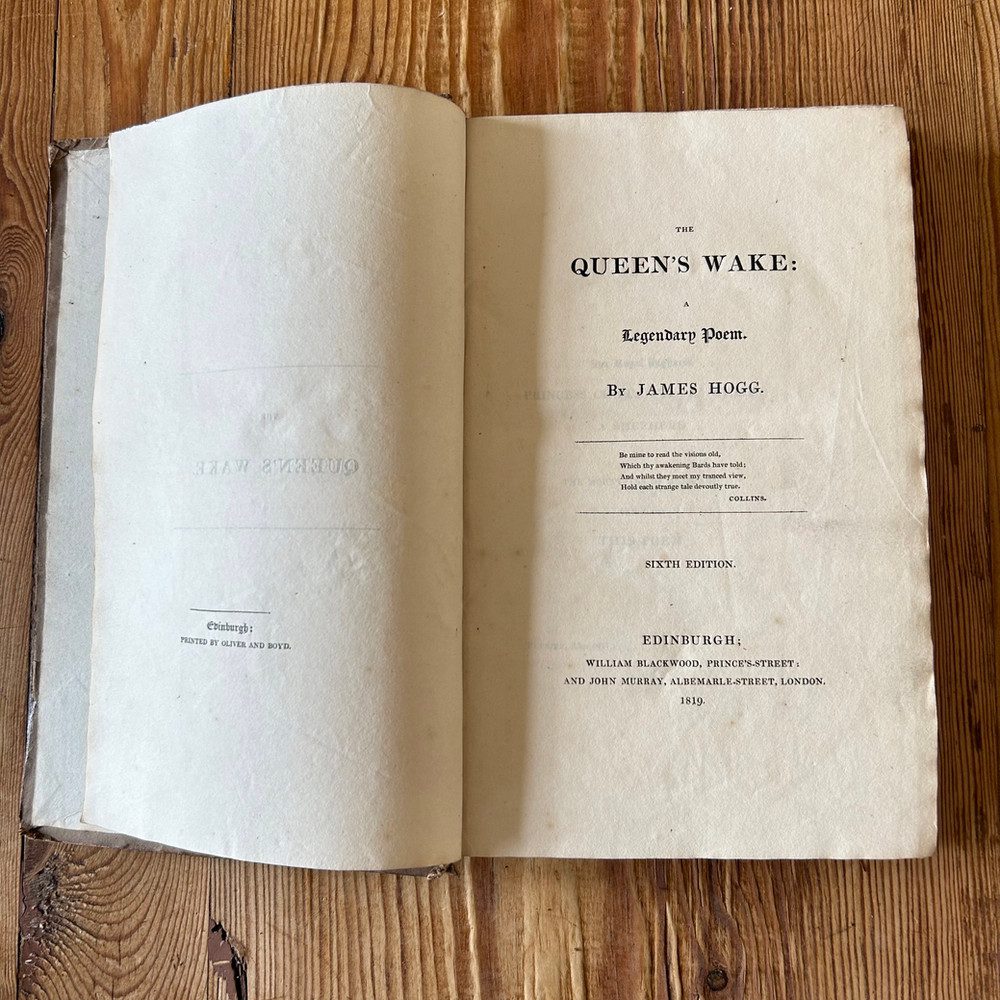 QUEEN'S WAKE
Edinburgh:
PRINTED BY OLIVER AND BOYD.
THE
QUEEN'S WAKE:
A
Legendary Poem.
BY JAMES HOGG.
Be mine to read the visions old,
Which thy awakening Bards have told;
And whilst they meet my tranced view,
Hold each strange tale devoutly true.
COLLINS.
SIXTH EDITION.
EDINBURGH;
WILLIAM BLACKWOOD, PRINCE'S-STREET:
AND JOHN MURRAY, ALBEMARLE-STREET, LONDON.
1819.